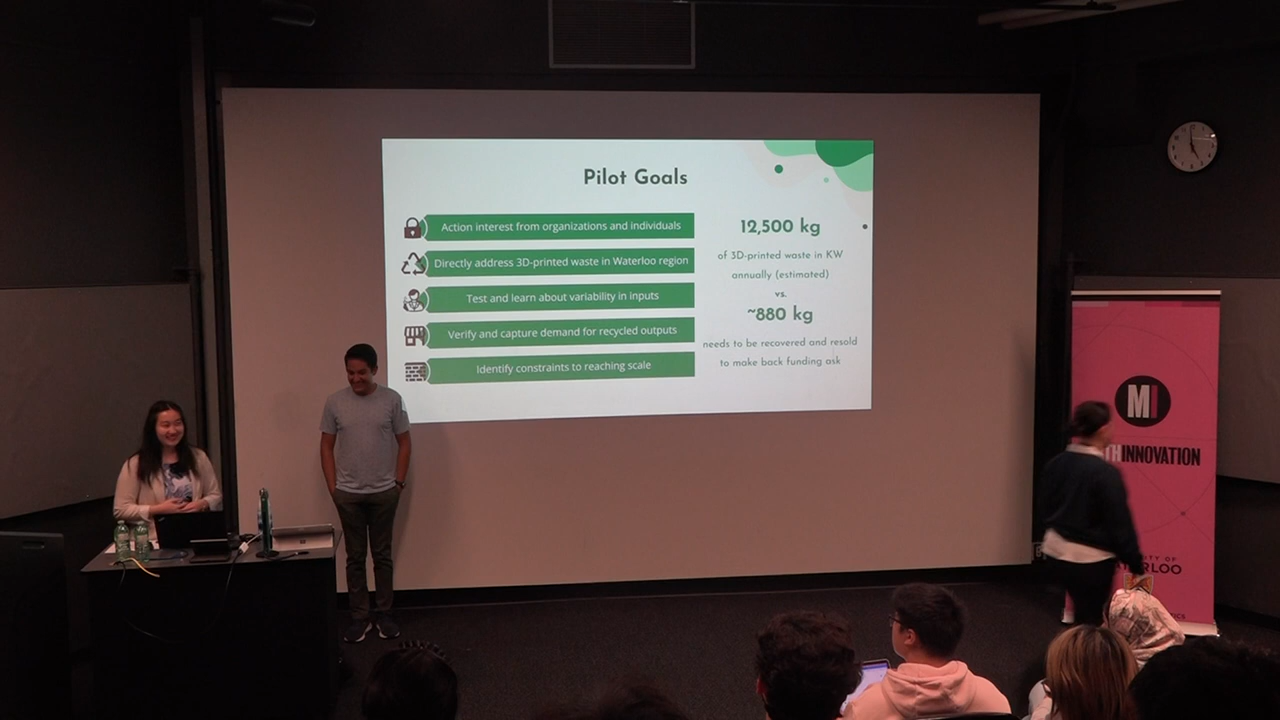 Pilot Goals
Action interest from organizations and individuals
Directly address 3D-printed waste in Waterloo region
Test and learn about variability in inputs
Verify and capture demand for recycled outputs
Identify constraints to reaching scale
12,500 kg
of 3D-printed waste in KW
annually (estimated)
vs.
~880 kg
needs to be recovered and resold
to make back funding ask
MI
THINNOVATION